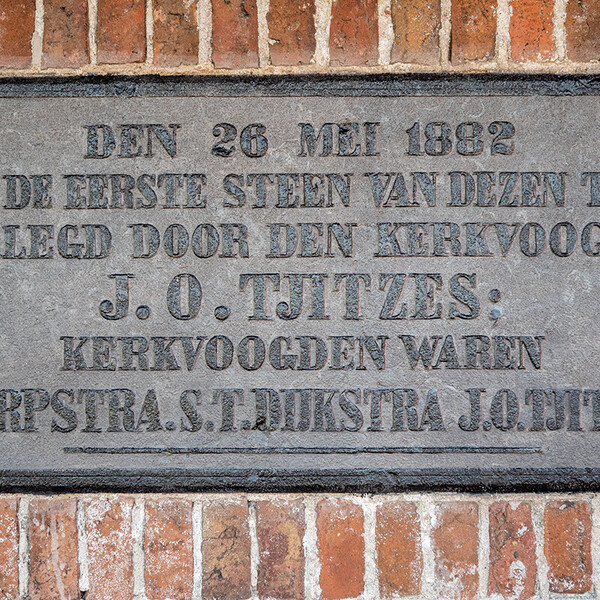 DEN 26 MEI 1882
DE EERSTE STEEN VAN DEZEN T
LEGD DOOR DEN KERKVOOG
J. O. TJITZES:
KERKVOOGDEN WAREN
RPSTRA. S. T. DIJKSTRA J.O. TJIT